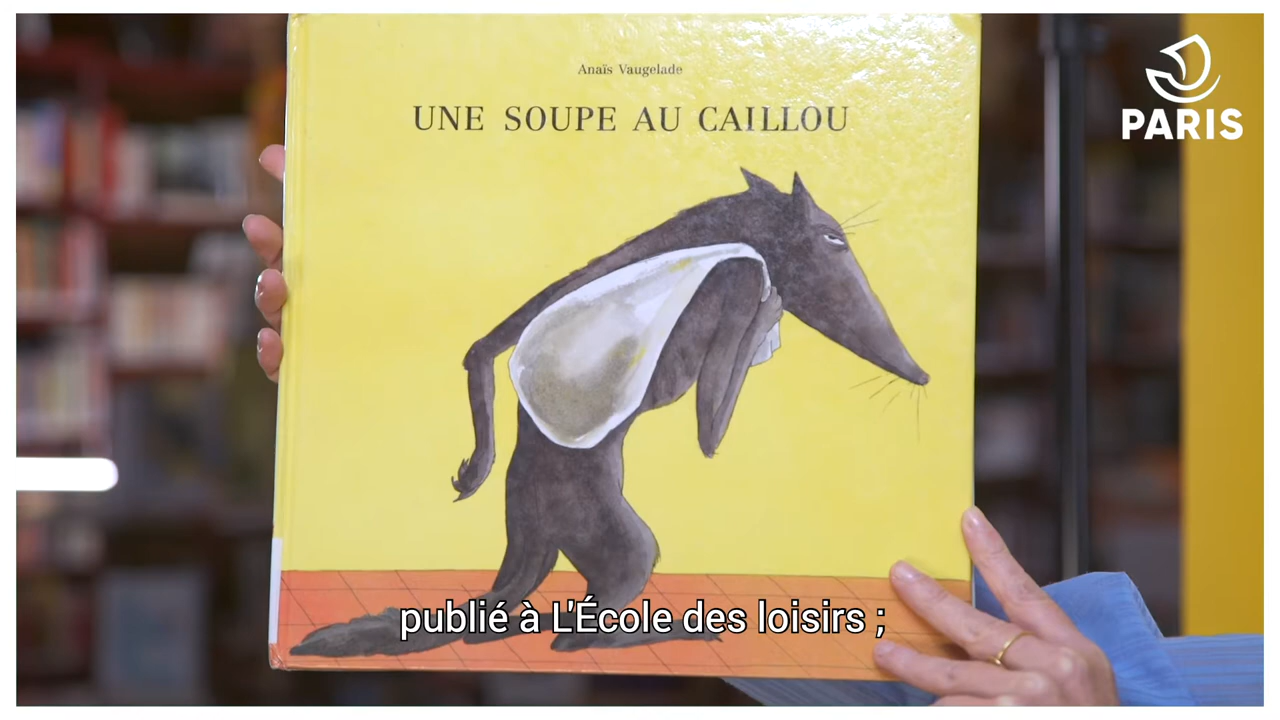 Anaïs Vaugelade
UNE SOUPE AU CAILLOU
PARIS
publié à L'École des loisirs ;